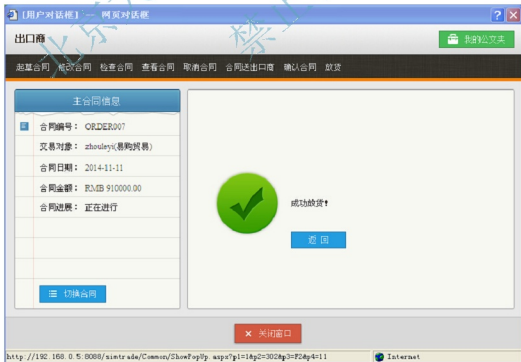 [用户对话框] -- 网页对话框
出口商
我的公文夹
起草合同 修改合同 检查合同 查看合同 取消合同 合同送出口商 确认合同 放货
主合同信息
合同编号： ORDER007
交易对象： zhouleyi(易购贸易)
合同日期： 2014-11-11
合同金额： RMB 910000.00
合同进展： 正在进行
成功放货!
返 回
切换合同
× 关闭窗口
http://192.168.0.5:8088/simtrade/Common/ShowPopUp.aspx?p1=1&p2=302&p3=F2&p4=11
Internet
北京
禁止